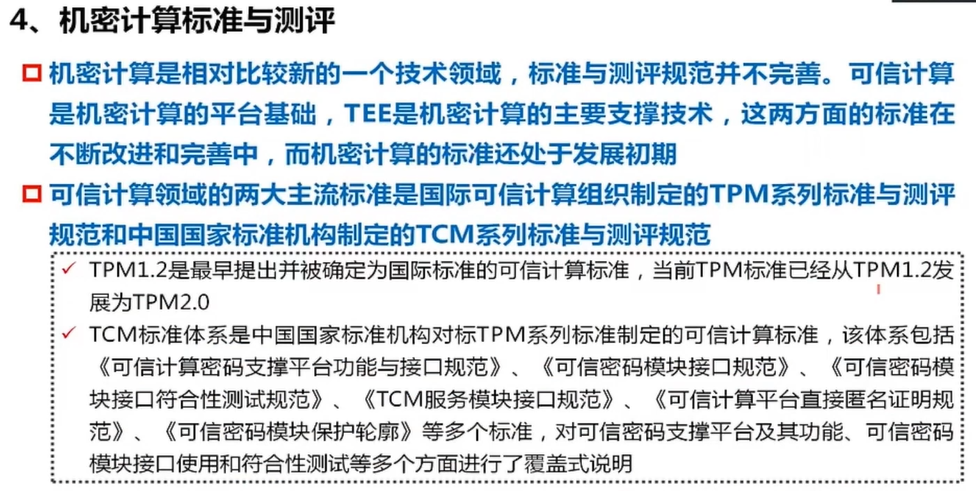 4、机密计算标准与测评
机密计算是相对比较新的一个技术领域，标准与测评规范并不完善。可信计算
是机密计算的平台基础，TEE是机密计算的主要支撑技术，这两方面的标准在
不断改进和完善中，而机密计算的标准还处于发展初期
可信计算领域的两大主流标准是国际可信计算组织制定的TPM系列标准与测评
规范和中国国家标准机构制定的TCM系列标准与测评规范
✓ TPM1.2是最早提出并被确定为国际标准的可信计算标准，当前TPM标准已经从TPM1.2发
展为TPM2.0
✓ TCM标准体系是中国国家标准机构对标TPM系列标准制定的可信计算标准，该体系包括
《可信计算密码支撑平台功能与接口规范》、《可信密码模块接口规范》、《可信密码模
块接口符合性测试规范》、《TCM服务模块接口规范》、《可信计算平台直接匿名证明规
范》、《可信密码模块保护轮廓》等多个标准，对可信密码支撑平台及其功能、可信密码
模块接口使用和符合性测试等多个方面进行了覆盖式说明